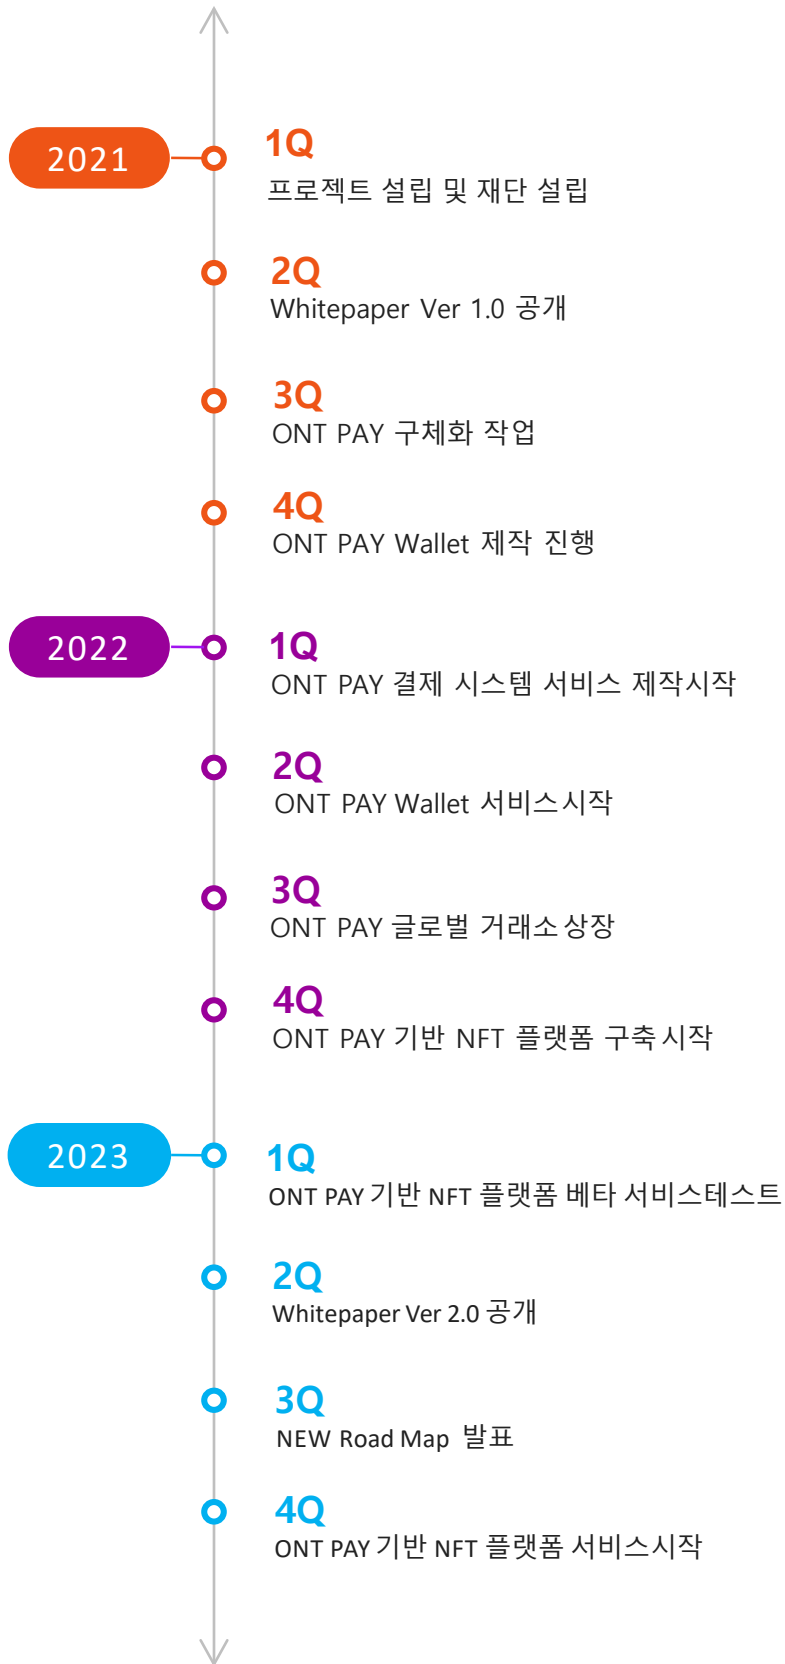 2021
1Q
프로젝트 설립 및 재단 설립
2Q
Whitepaper Ver 1.0 공개
3Q
ONT PAY 구체화 작업
4Q
ONT PAY Wallet 제작 진행
2022
1Q
ONT PAY 결제 시스템 서비스 제작시작
2Q
ONT PAY Wallet 서비스시작
3Q
ONT PAY 글로벌 거래소상장
4Q
ONT PAY 기반 NFT 플랫폼 구축시작
2023
1Q
ONT PAY 기반 NFT 플랫폼 베타 서비스테스트
2Q
Whitepaper Ver 2.0 공개
3Q
NEW Road Map 발표
4Q
ONT PAY 기반 NFT 플랫폼 서비스시작